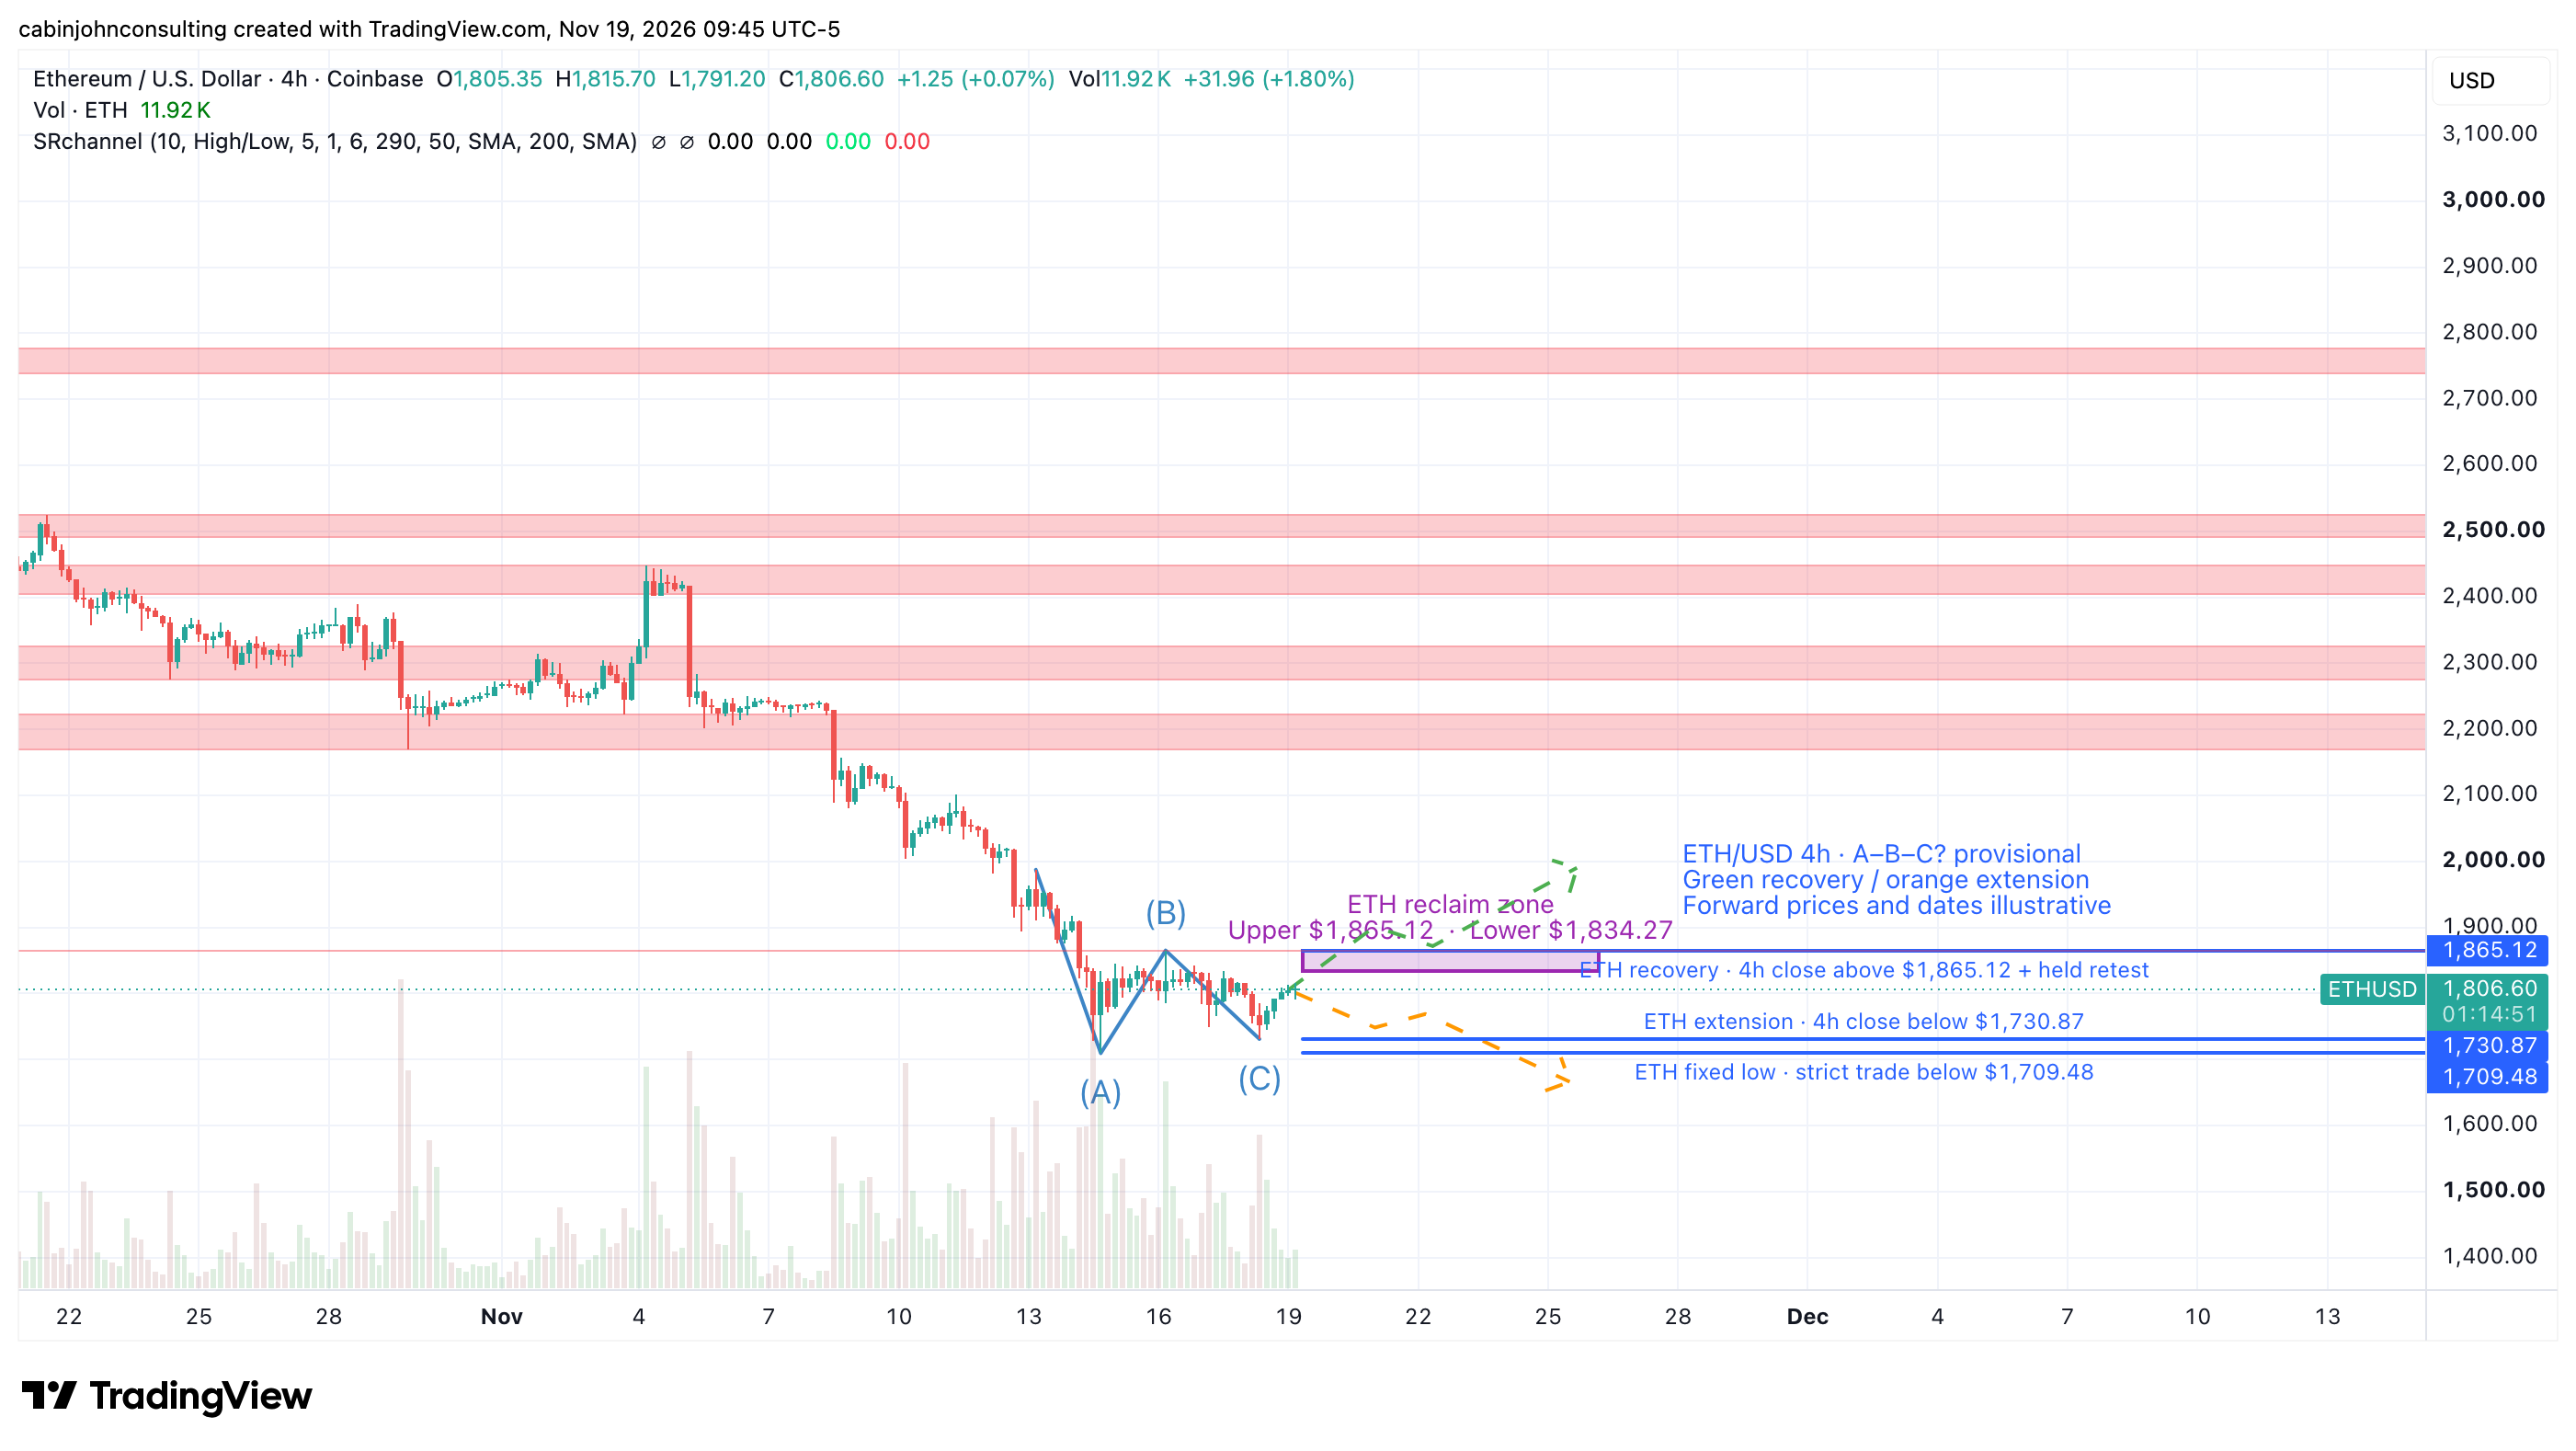 cabinjohnconsulting created with TradingView.com, Nov 19, 2026 09:45 UTC-5
Ethereum / U.S. Dollar · 4h · Coinbase O1,805.35 H1,815.70 L1,791.20 C1,806.60 +1.25 (+0.07%) Vol11.92 K +31.96 (+1.80%)
Vol · ETH 11.92 K
SRchannel (10, High/Low, 5, 1, 6, 290, 50, SMA, 200, SMA) ∅ ∅ 0.00 0.00 0.00 0.00
USD
3,100.00
3,000.00
2,900.00
2,800.00
2,700.00
2,600.00
2,500.00
2,400.00
2,300.00
2,200.00
2,100.00
2,000.00
1,900.00
1,865.12
ETHUSD 1,806.60
01:14:51
1,730.87
1,709.48
1,600.00
1,500.00
1,400.00
ETH/USD 4h · A–B–C? provisional
Green recovery / orange extension
Forward prices and dates illustrative
ETH reclaim zone
Upper $1,865.12 · Lower $1,834.27
ETH recovery · 4h close above $1,865.12 + held retest
ETH extension · 4h close below $1,730.87
ETH fixed low · strict trade below $1,709.48
(B)
(A)
(C)
22 25 28 Nov 4 7 10 13 16 19 22 25 28 Dec 4 7 10 13
TradingView